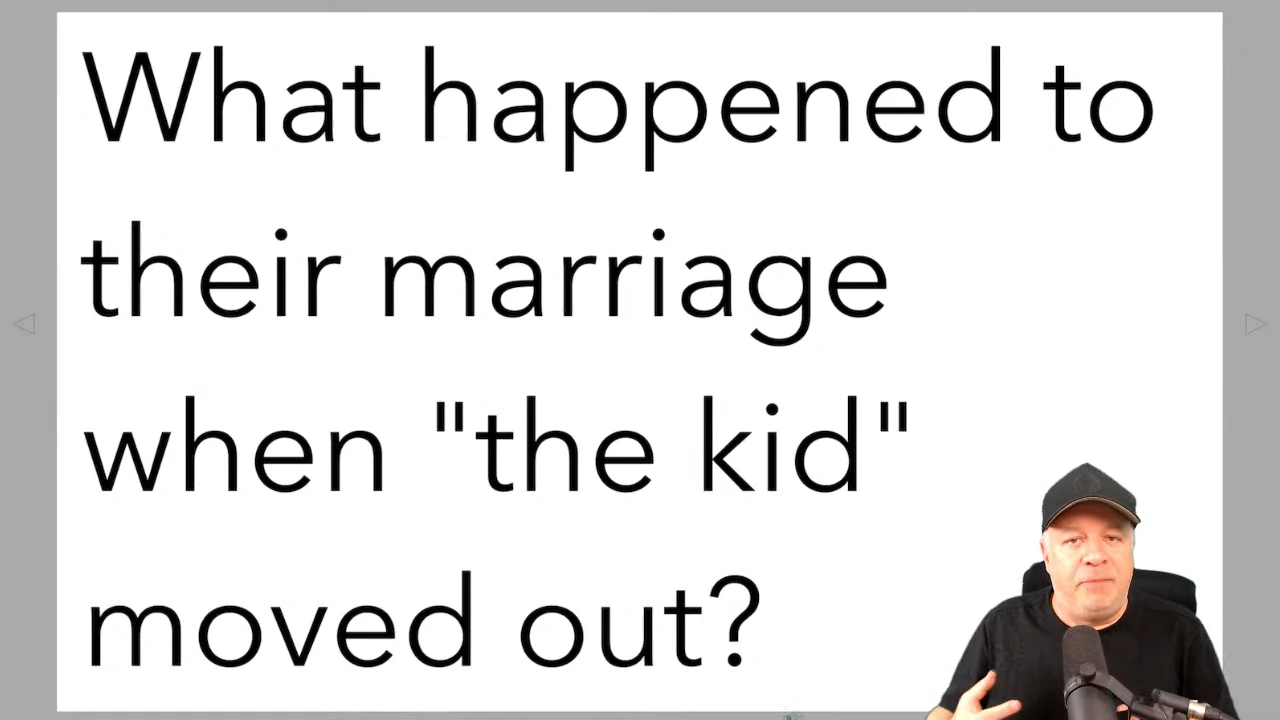 What happened to
their marriage
when "the kid"
moved out?